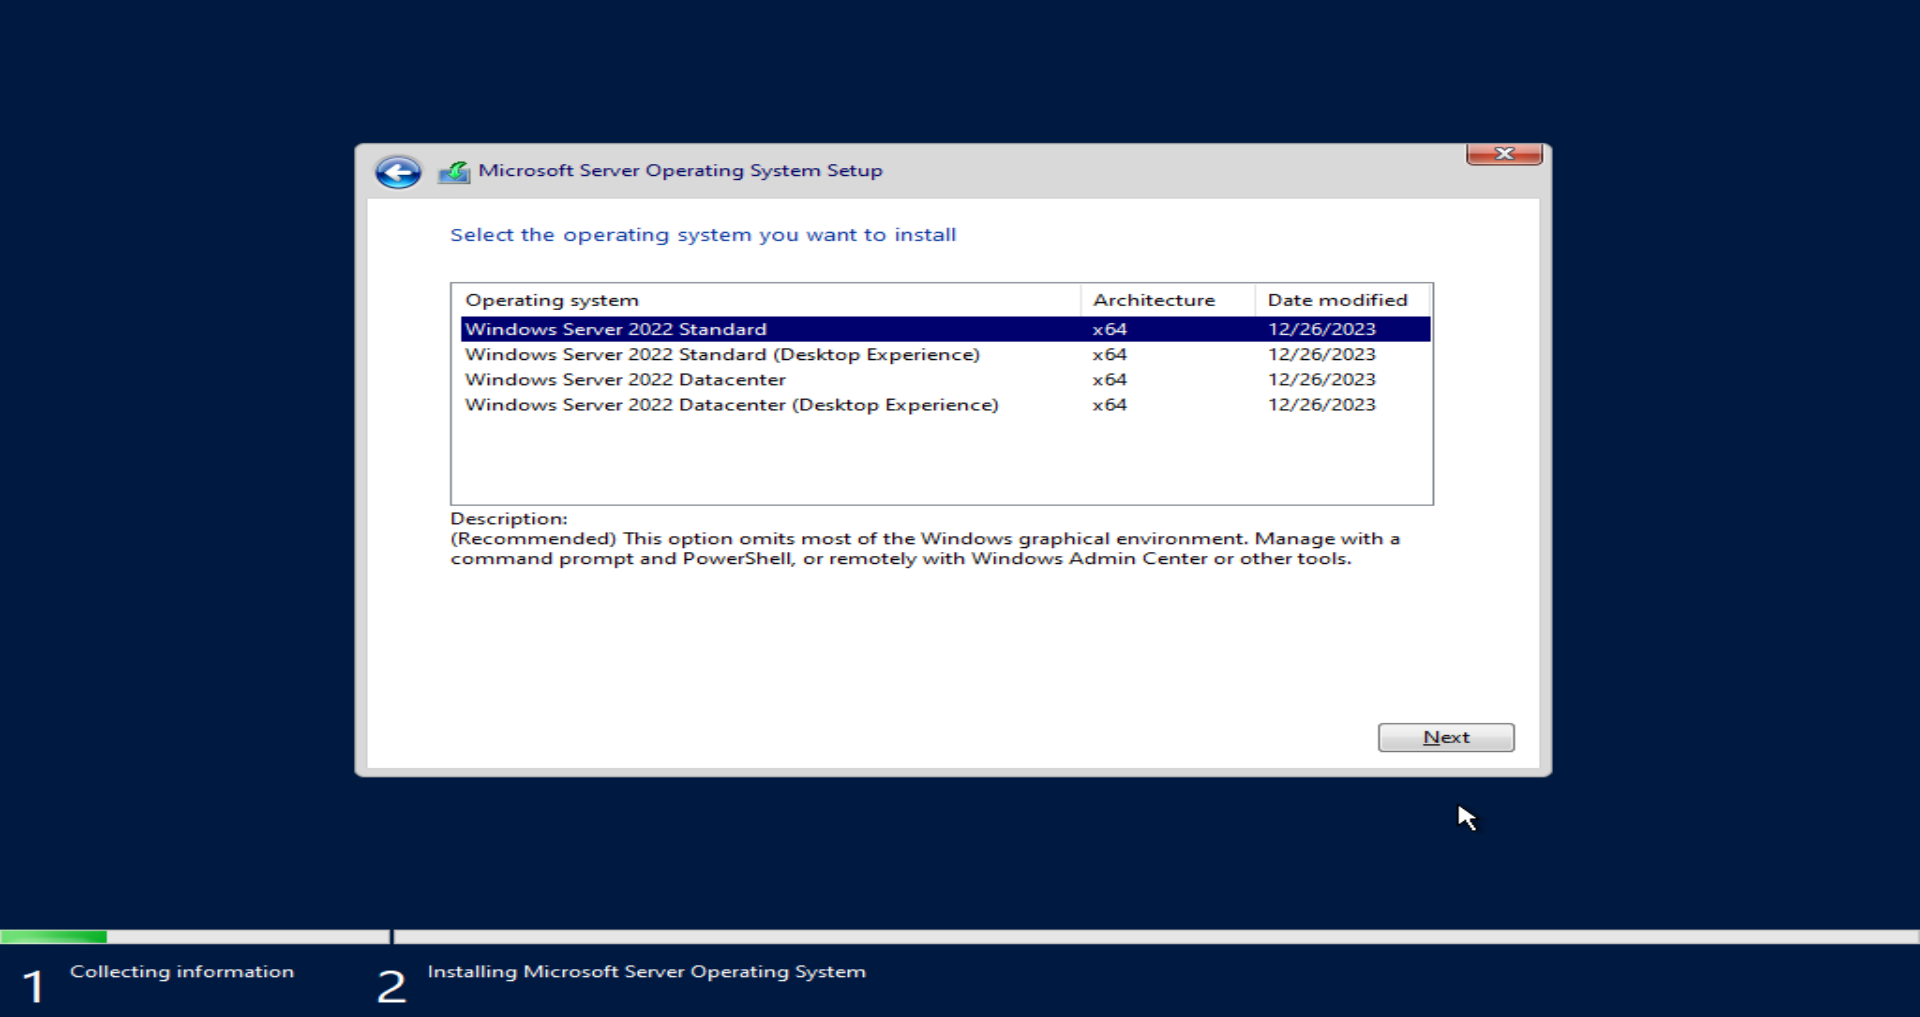 Microsoft Server Operating System Setup
Select the operating system you want to install
Operating system Architecture Date modified
Windows Server 2022 Standard x64 12/26/2023
Windows Server 2022 Standard (Desktop Experience) x64 12/26/2023
Windows Server 2022 Datacenter x64 12/26/2023
Windows Server 2022 Datacenter (Desktop Experience) x64 12/26/2023
Description:
(Recommended) This option omits most of the Windows graphical environment. Manage with a
command prompt and PowerShell, or remotely with Windows Admin Center or other tools.
Next
1 Collecting information 2 Installing Microsoft Server Operating System